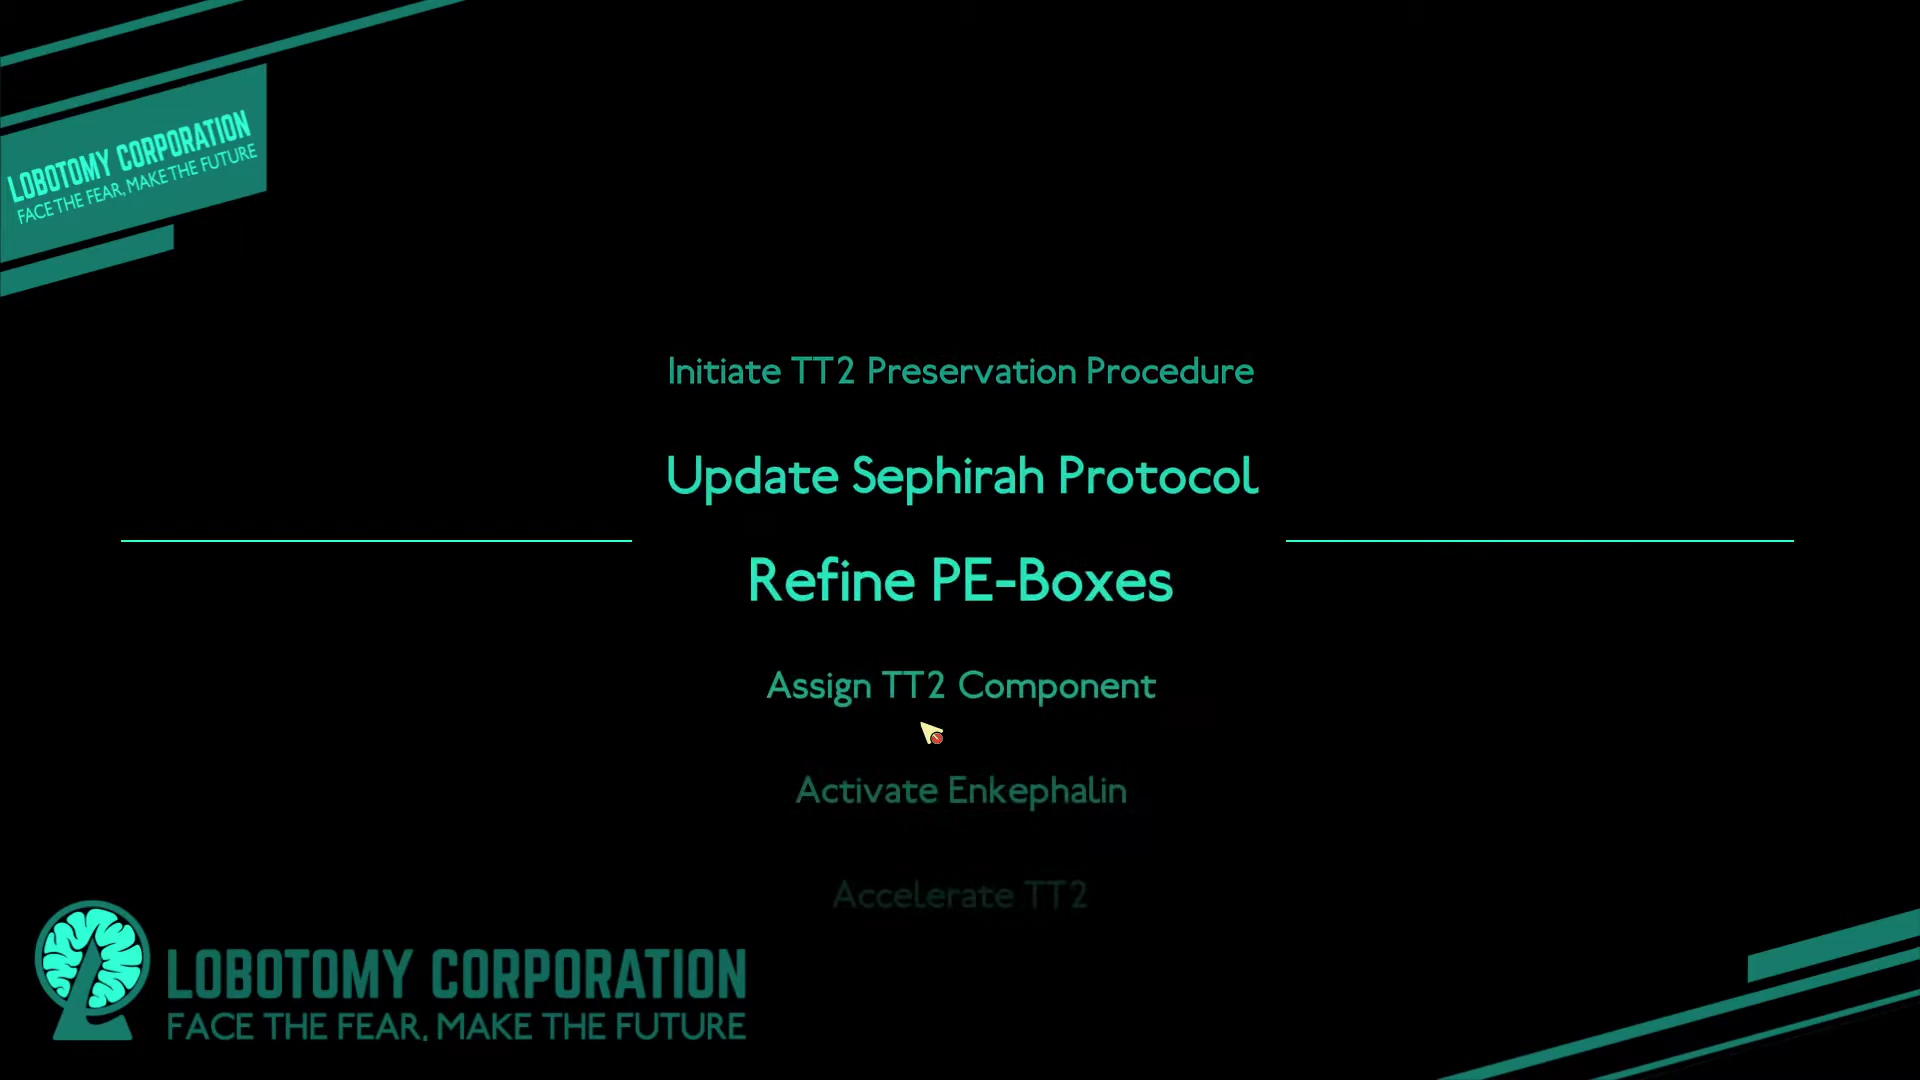 LOBOTOMY CORPORATION
FACE THE FEAR, MAKE THE FUTURE
Initiate TT2 Preservation Procedure
Update Sephirah Protocol
Refine PE-Boxes
Assign TT2 Component
Activate Enkephalin
Accelerate TT2
LOBOTOMY CORPORATION
FACE THE FEAR, MAKE THE FUTURE